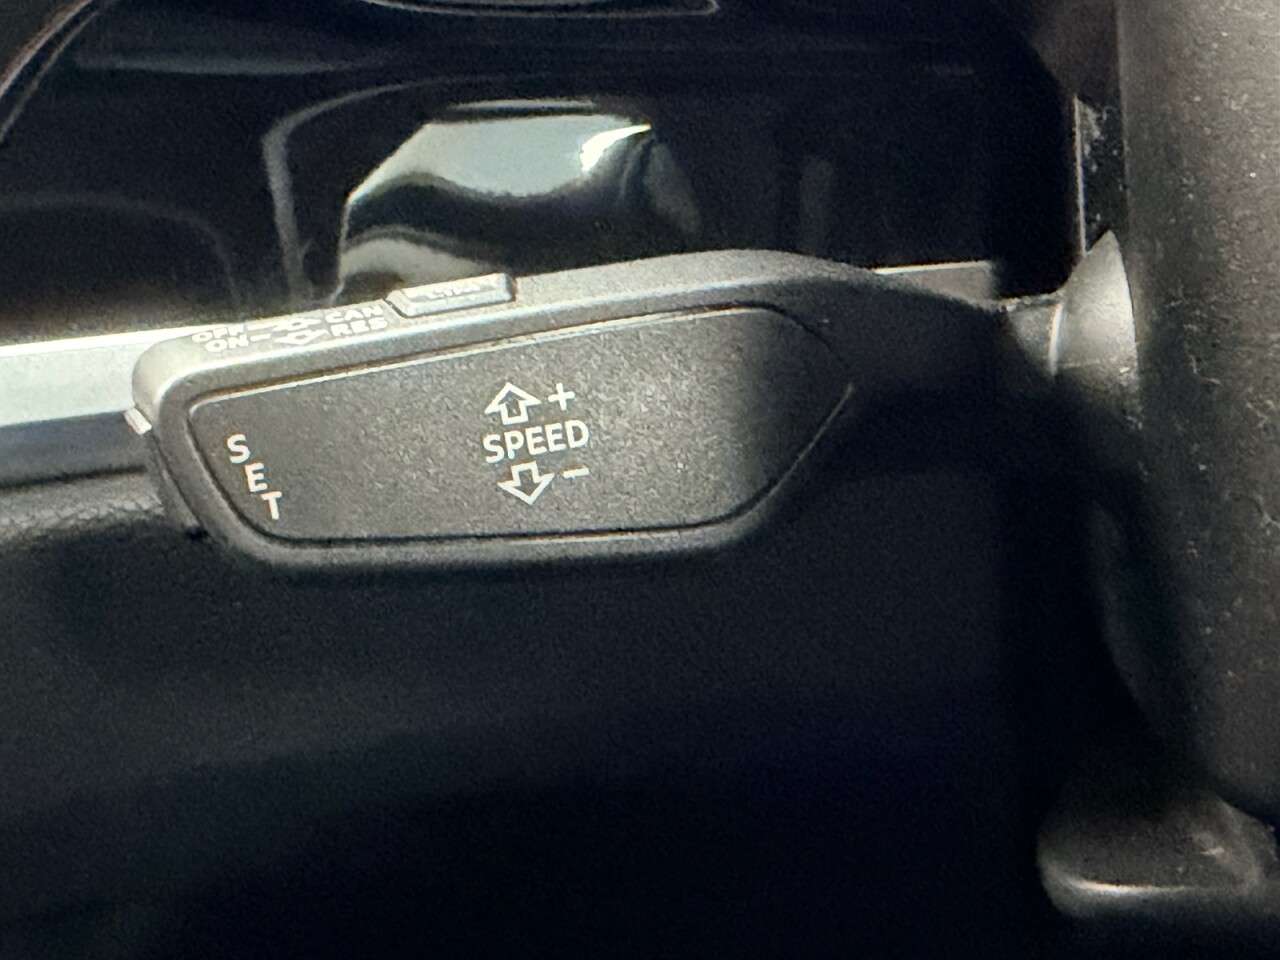 OFF CAN
ON RES
+
SPEED
-
SET